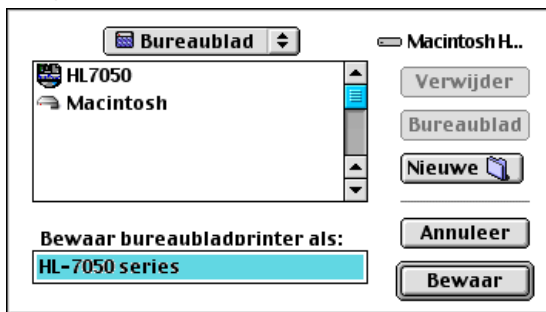 Bureaublad
Macintosh H...
HL7050
Macintosh
Verwijder
Bureaublad
Nieuwe
Bewaar bureaubladprinter als:
HL-7050 series
Annuleer
Bewaar